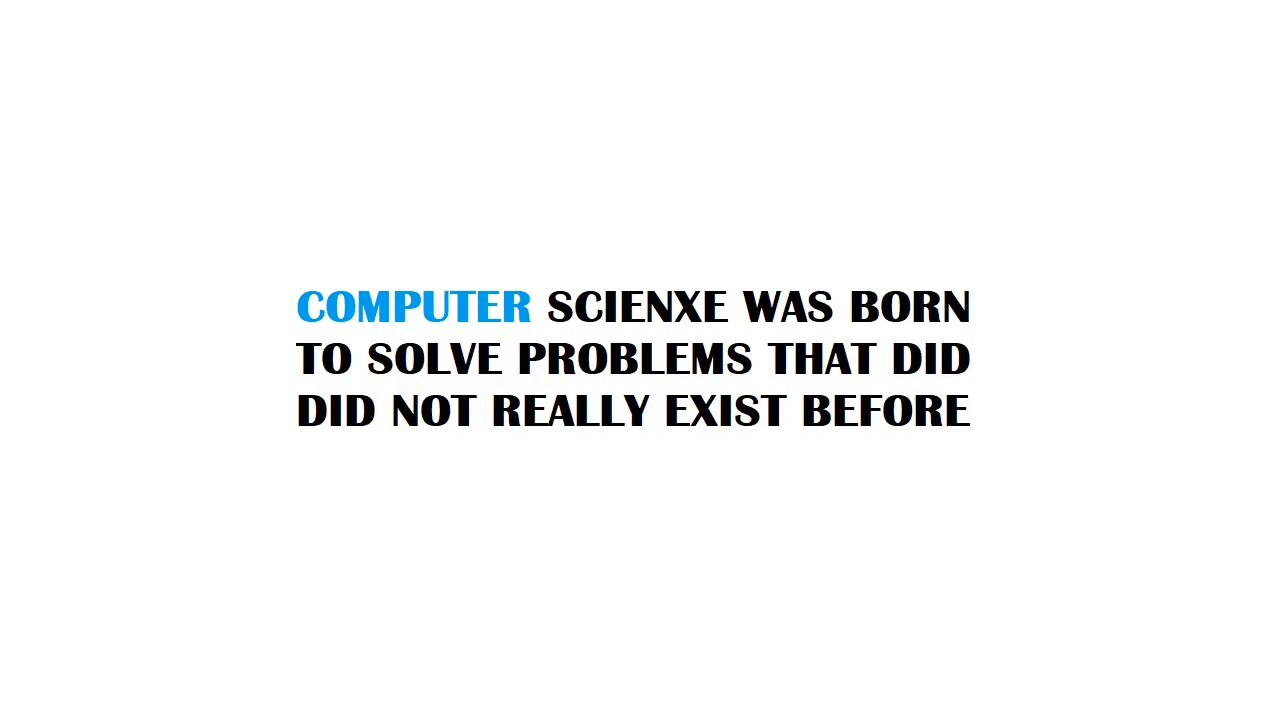 COMPUTER SCIENXE WAS BORN
TO SOLVE PROBLEMS THAT DID
DID NOT REALLY EXIST BEFORE